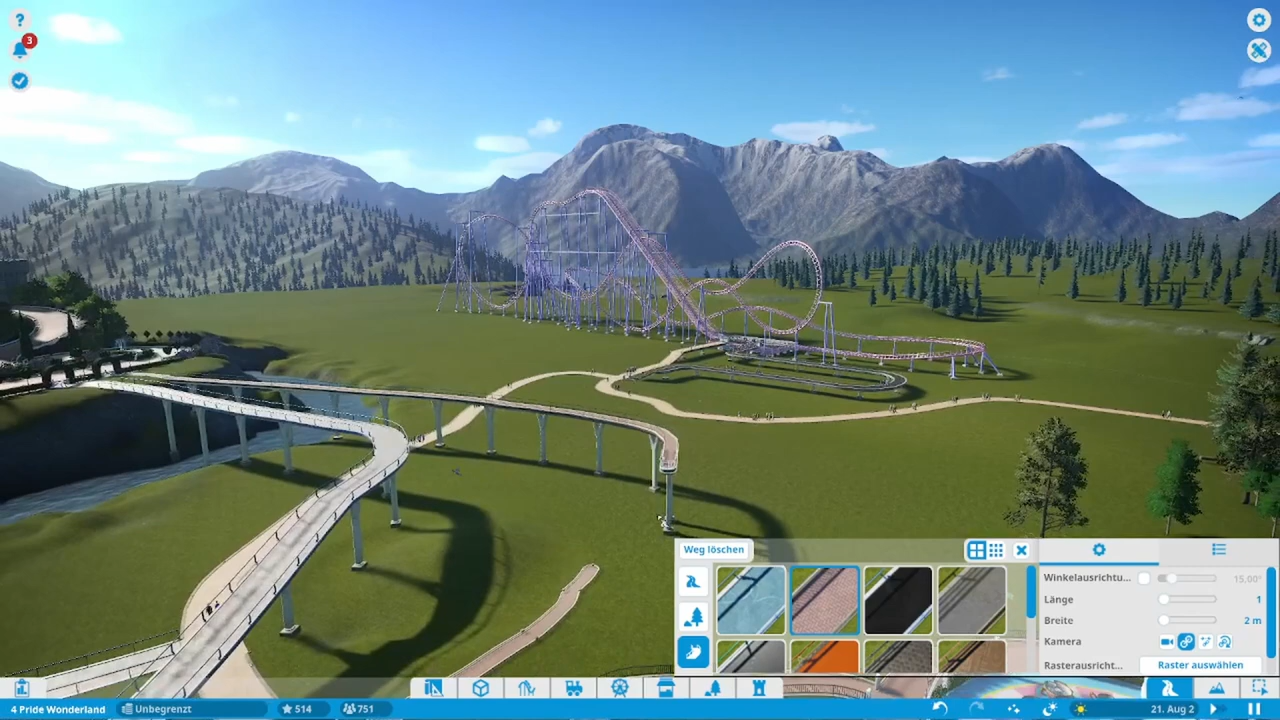 ?
3
Weg löschen
Winkelausrichtu...
15.00°
Länge
1
Breite
2 m
Kamera
Rasterausricht...
Raster auswählen
4 Pride Wonderland
Unbegrenzt
514
751
21. Aug 2